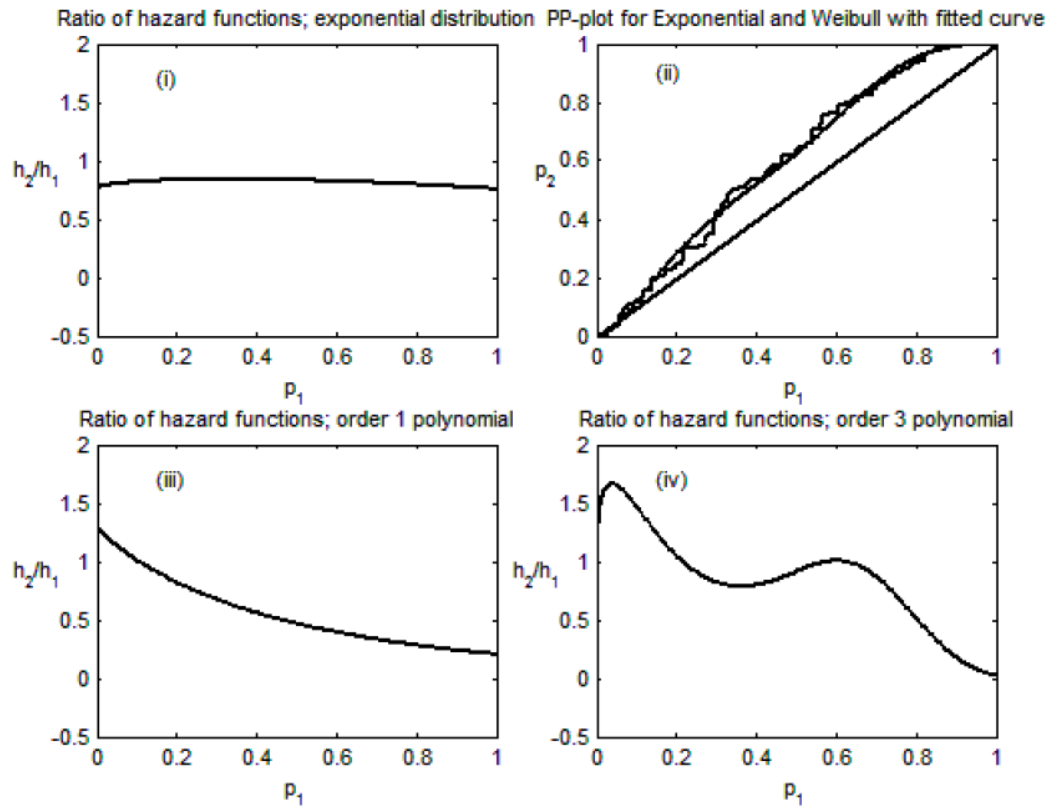 Ratio of hazard functions; exponential distribution
2
(i)
1.5
h₂/h₁
1
0.5
0
-0.5
0 0.2 0.4 0.6 0.8 1
p₁
PP-plot for Exponential and Weibull with fitted curve
1
(ii)
0.8
0.6
p₂
0.4
0.2
0
0 0.2 0.4 0.6 0.8 1
p₁
Ratio of hazard functions; order 1 polynomial
2
(iii)
1.5
1
h₂/h₁
0.5
0
-0.5
0 0.2 0.4 0.6 0.8 1
p₁
Ratio of hazard functions; order 3 polynomial
2
(iv)
1.5
1
h₂/h₁
0.5
0
-0.5
0 0.2 0.4 0.6 0.8 1
p₁